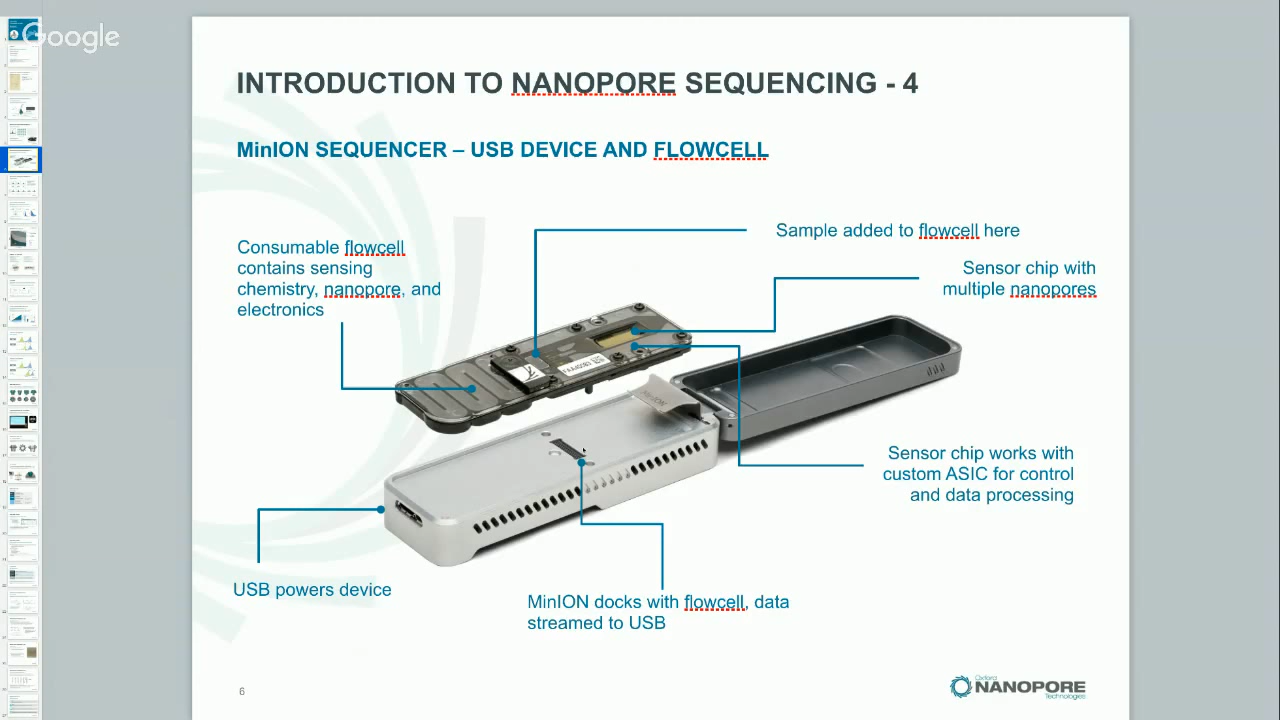 Google
INTRODUCTION TO NANOPORE SEQUENCING - 4
MinION SEQUENCER – USB DEVICE AND FLOWCELL
Consumable flowcell
contains sensing
chemistry, nanopore, and
electronics
Sample added to flowcell here
Sensor chip with
multiple nanopores
Sensor chip works with
custom ASIC for control
and data processing
USB powers device
MinION docks with flowcell, data
streamed to USB
6
Oxford
NANOPORE
Technologies